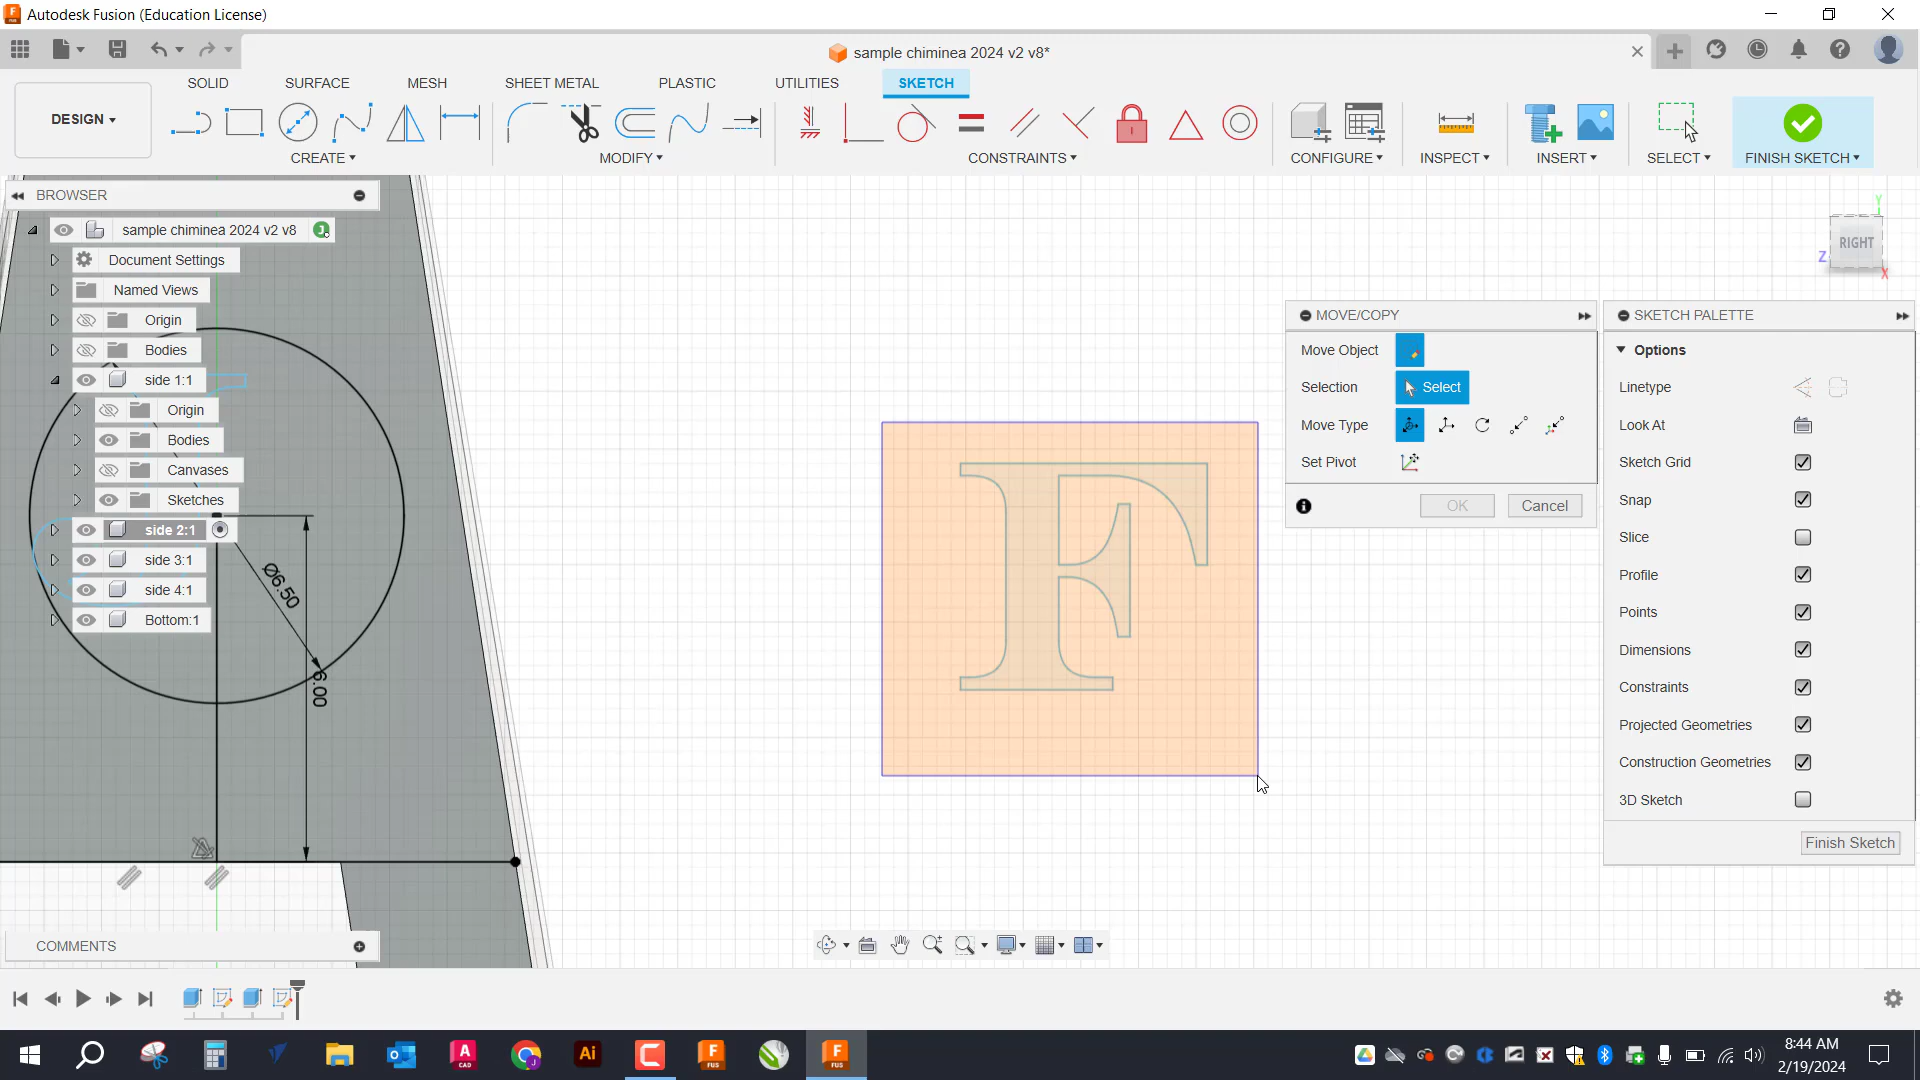 Autodesk Fusion (Education License)
sample chiminea 2024 v2 v8*
SOLID SURFACE MESH SHEET METAL PLASTIC UTILITIES SKETCH
DESIGN
CREATE MODIFY CONSTRAINTS CONFIGURE INSPECT INSERT SELECT FINISH SKETCH
BROWSER
sample chiminea 2024 v2 v8
Document Settings
Named Views
Origin
Bodies
side 1:1
Origin
Bodies
Canvases
Sketches
side 2:1
side 3:1
side 4:1
Bottom:1
Ø6.50
6.00
F
Y
RIGHT
Z
X
MOVE/COPY
Move Object
Selection Select
Move Type
Set Pivot
OK Cancel
SKETCH PALETTE
Options
Linetype
Look At
Sketch Grid
Snap
Slice
Profile
Points
Dimensions
Constraints
Projected Geometries
Construction Geometries
3D Sketch
Finish Sketch
COMMENTS
8:44 AM
2/19/2024